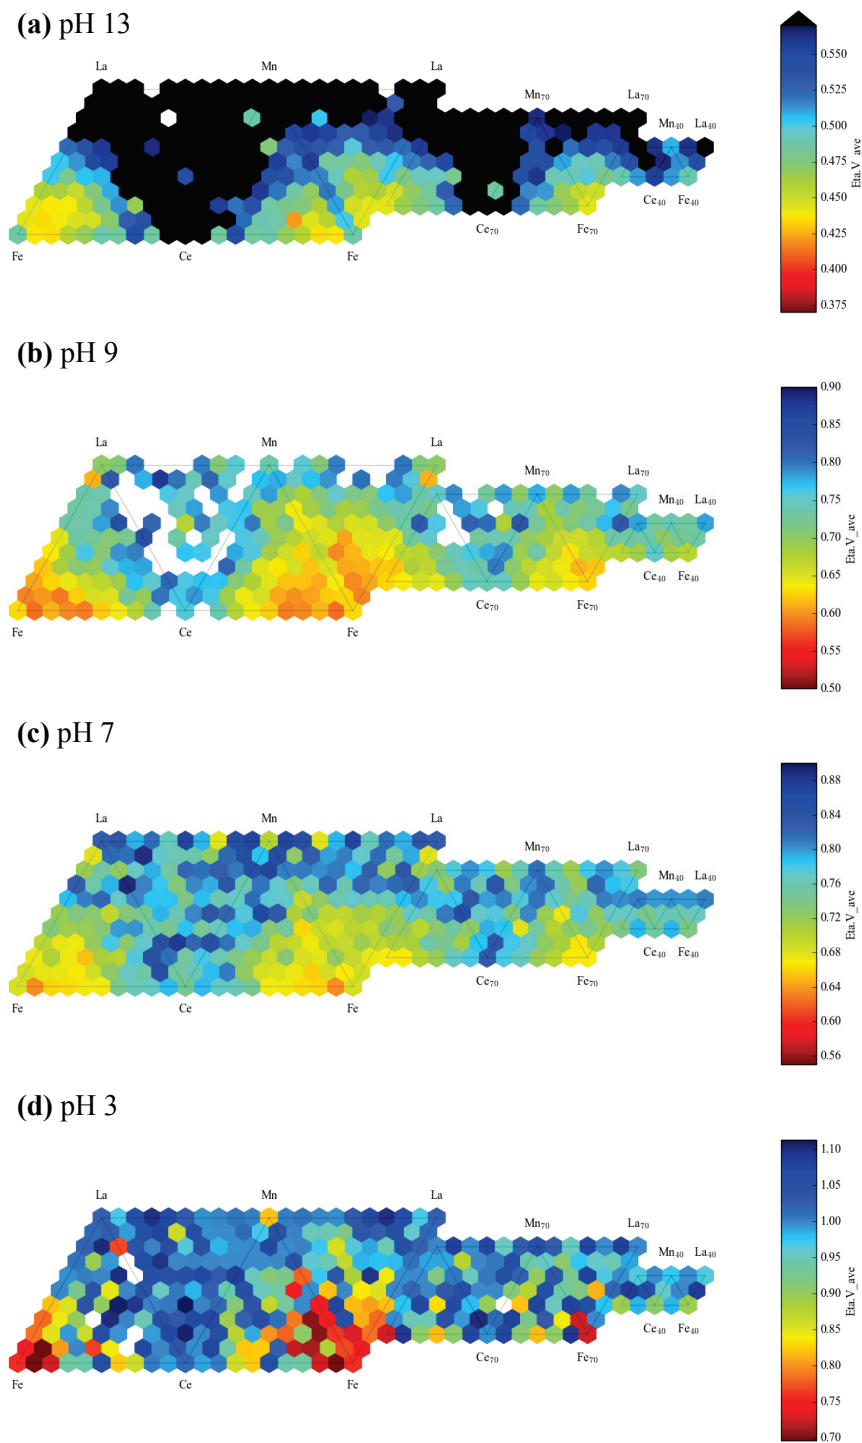 (a) pH 13
La Mn La
Mn70 La70
Mn40 La40
Ce40 Fe40
Ce70 Fe70
Fe Ce Fe
0.550
0.525
0.500
0.475
0.450
0.425
0.400
0.375
Eta.V_ave
(b) pH 9
La Mn La
Mn70 La70
Mn40 La40
Ce40 Fe40
Ce70 Fe70
Fe Ce Fe
0.90
0.85
0.80
0.75
0.70
0.65
0.60
0.55
0.50
Eta.V_ave
(c) pH 7
La Mn La
Mn70 La70
Mn40 La40
Ce40 Fe40
Ce70 Fe70
Fe Ce Fe
0.88
0.84
0.80
0.76
0.72
0.68
0.64
0.60
0.56
Eta.V_ave
(d) pH 3
La Mn La
Mn70 La70
Mn40 La40
Ce40 Fe40
Ce70 Fe70
Fe Ce Fe
1.10
1.05
1.00
0.95
0.90
0.85
0.80
0.75
0.70
Eta.V_ave